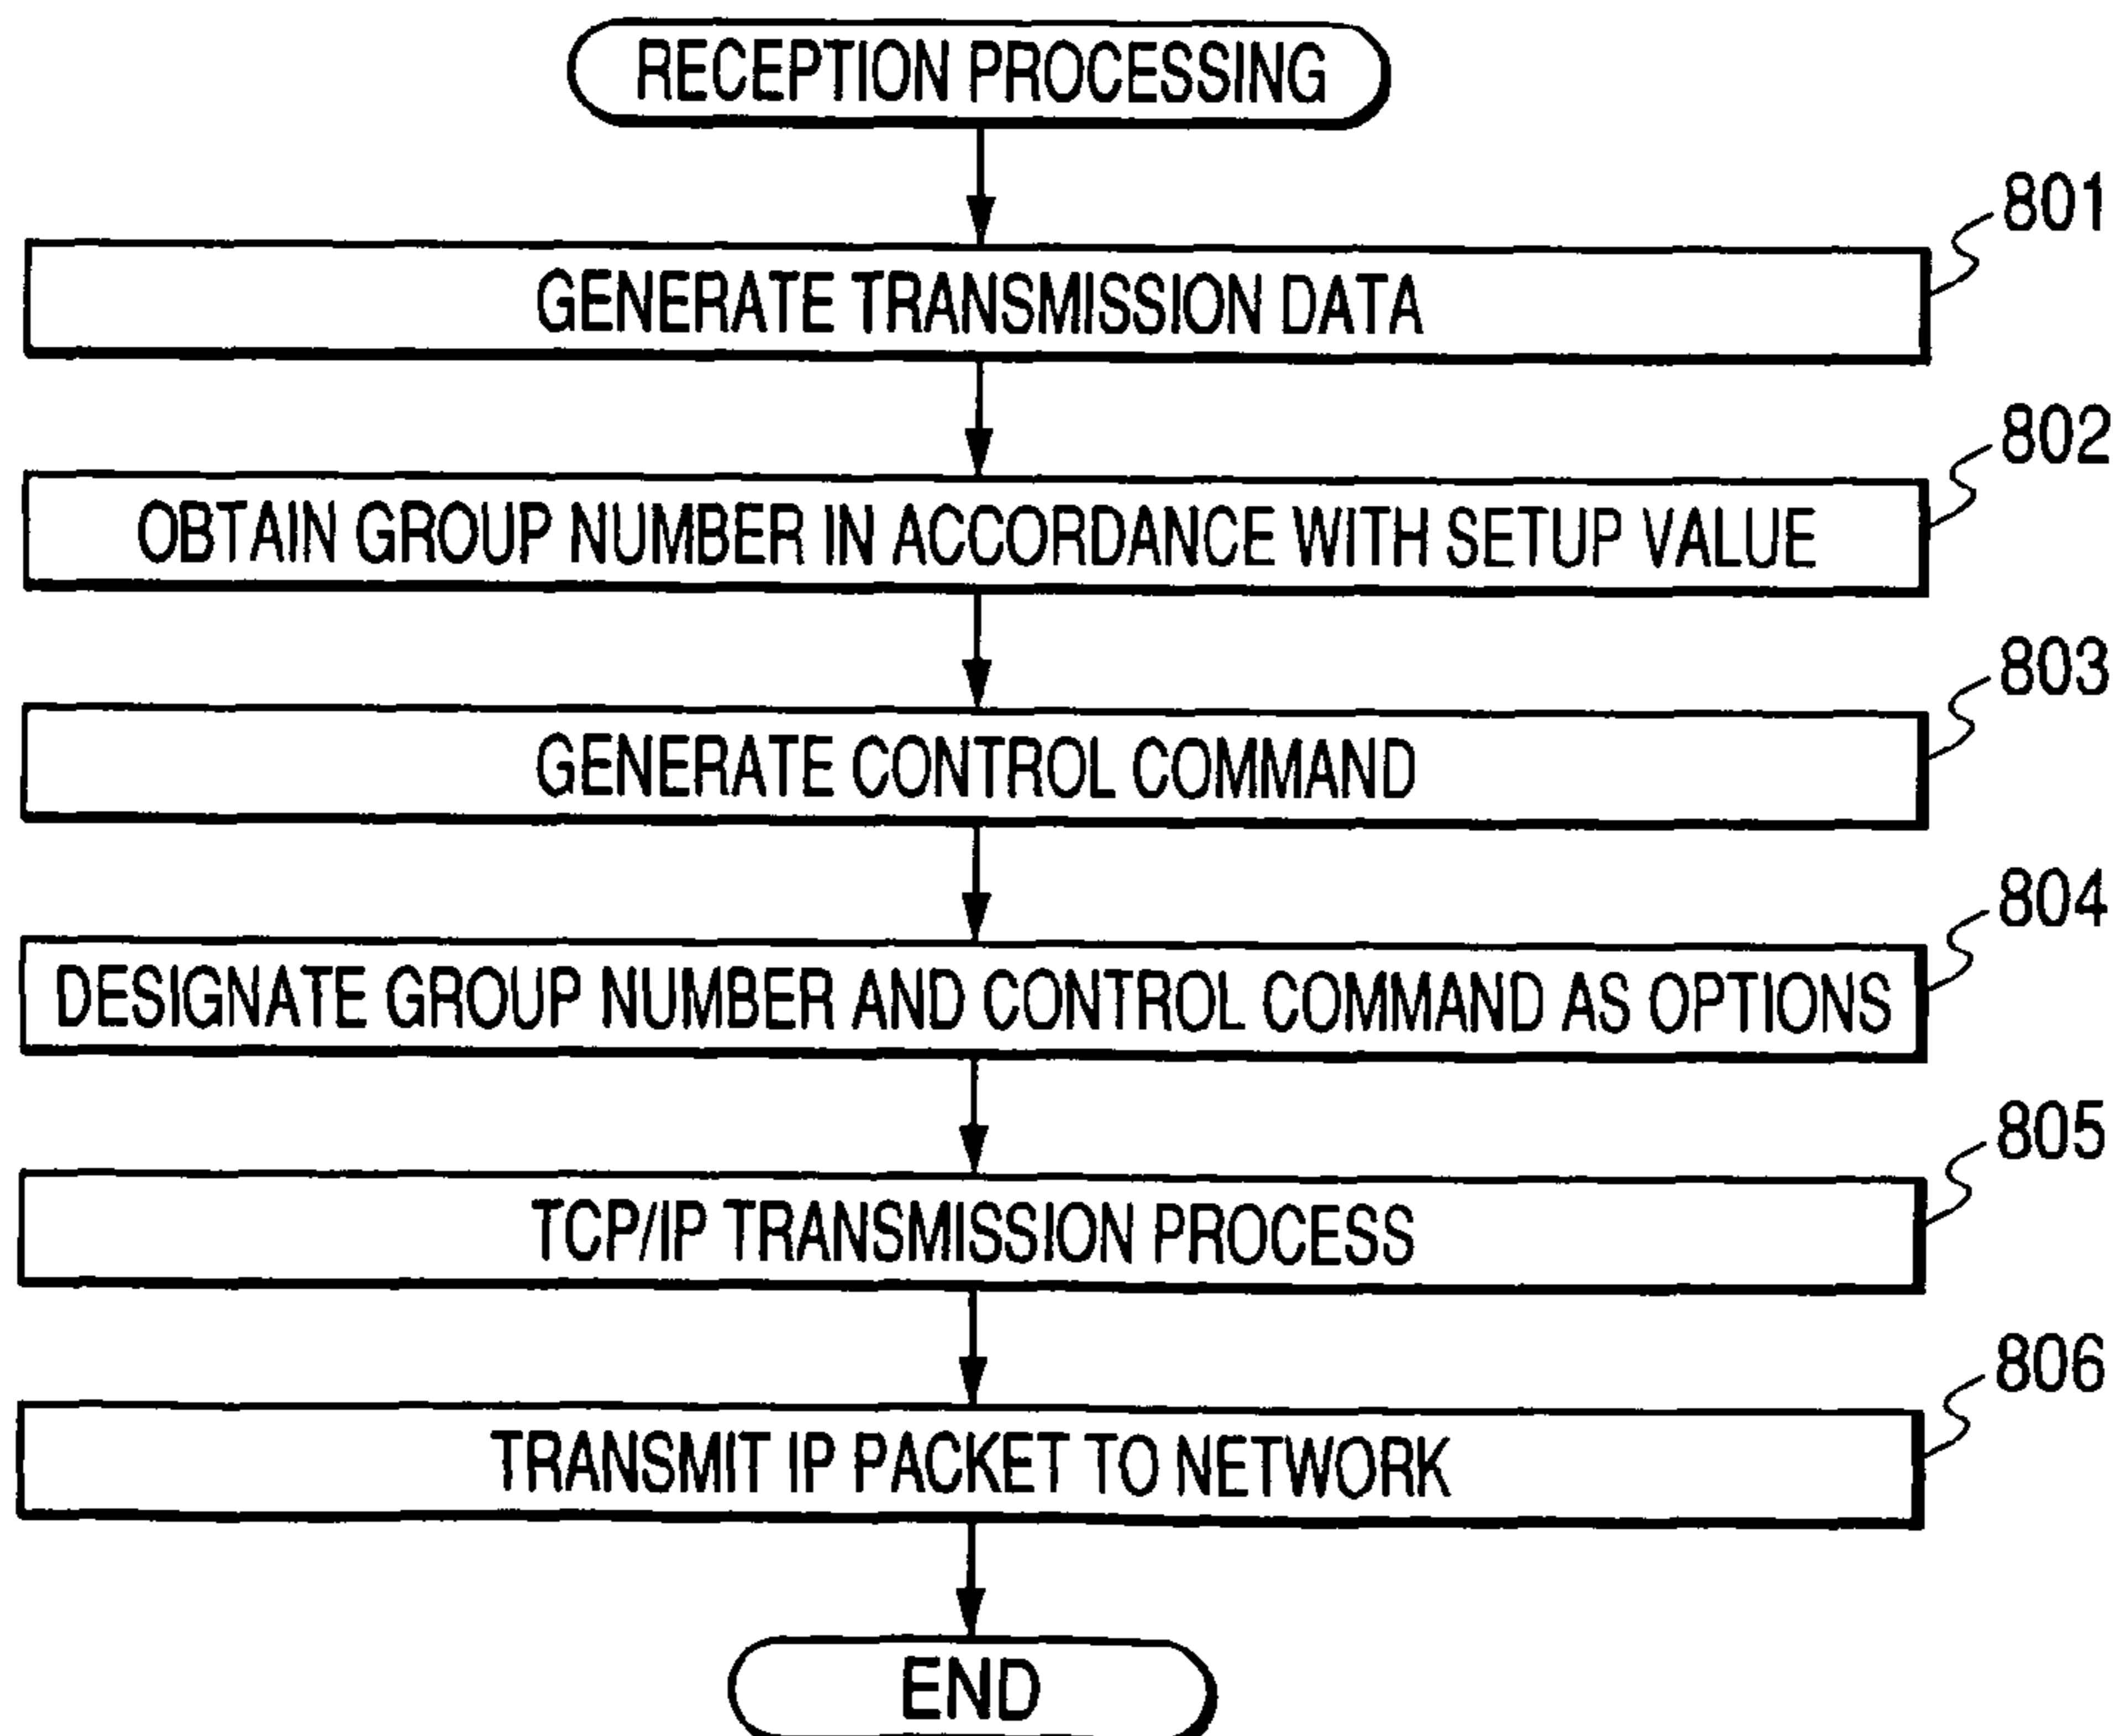 RECEPTION PROCESSING
801
GENERATE TRANSMISSION DATA
802
OBTAIN GROUP NUMBER IN ACCORDANCE WITH SETUP VALUE
803
GENERATE CONTROL COMMAND
804
DESIGNATE GROUP NUMBER AND CONTROL COMMAND AS OPTIONS
805
TCP/IP TRANSMISSION PROCESS
806
TRANSMIT IP PACKET TO NETWORK
END